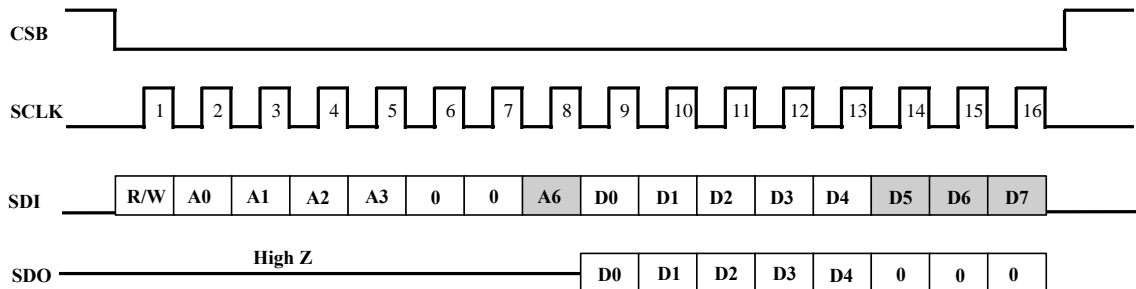 CSB
SCLK 1 2 3 4 5 6 7 8 9 10 11 12 13 14 15 16
SDI R/W A0 A1 A2 A3 0 0 A6 D0 D1 D2 D3 D4 D5 D6 D7
High Z
SDO D0 D1 D2 D3 D4 0 0 0